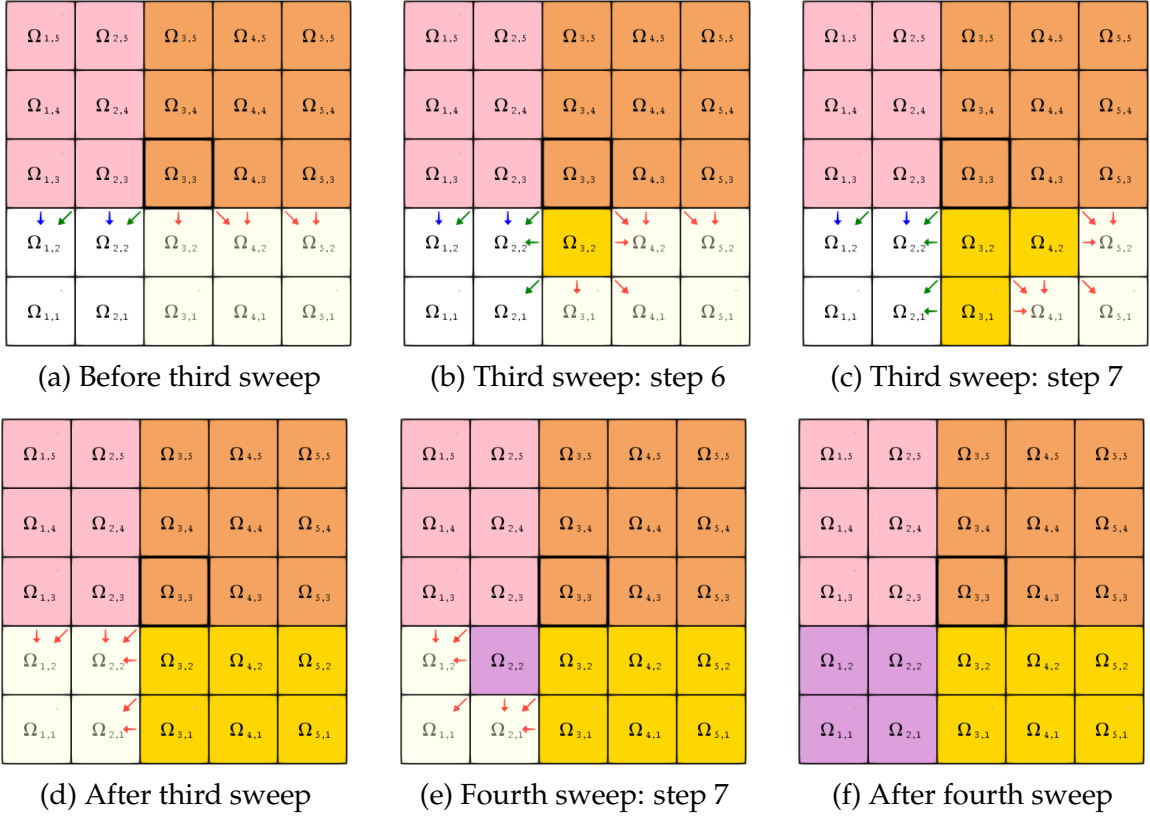 Ω1,5 Ω2,5 Ω3,5 Ω4,5 Ω5,5
Ω1,4 Ω2,4 Ω3,4 Ω4,4 Ω5,4
Ω1,3 Ω2,3 Ω3,3 Ω4,3 Ω5,3
Ω1,2 Ω2,2 Ω3,2 Ω4,2 Ω5,2
Ω1,1 Ω2,1 Ω3,1 Ω4,1 Ω5,1
(a) Before third sweep
Ω1,5 Ω2,5 Ω3,5 Ω4,5 Ω5,5
Ω1,4 Ω2,4 Ω3,4 Ω4,4 Ω5,4
Ω1,3 Ω2,3 Ω3,3 Ω4,3 Ω5,3
Ω1,2 Ω2,2 Ω3,2 Ω4,2 Ω5,2
Ω1,1 Ω2,1 Ω3,1 Ω4,1 Ω5,1
(b) Third sweep: step 6
Ω1,5 Ω2,5 Ω3,5 Ω4,5 Ω5,5
Ω1,4 Ω2,4 Ω3,4 Ω4,4 Ω5,4
Ω1,3 Ω2,3 Ω3,3 Ω4,3 Ω5,3
Ω1,2 Ω2,2 Ω3,2 Ω4,2 Ω5,2
Ω1,1 Ω2,1 Ω3,1 Ω4,1 Ω5,1
(c) Third sweep: step 7
Ω1,5 Ω2,5 Ω3,5 Ω4,5 Ω5,5
Ω1,4 Ω2,4 Ω3,4 Ω4,4 Ω5,4
Ω1,3 Ω2,3 Ω3,3 Ω4,3 Ω5,3
Ω1,2 Ω2,2 Ω3,2 Ω4,2 Ω5,2
Ω1,1 Ω2,1 Ω3,1 Ω4,1 Ω5,1
(d) After third sweep
Ω1,5 Ω2,5 Ω3,5 Ω4,5 Ω5,5
Ω1,4 Ω2,4 Ω3,4 Ω4,4 Ω5,4
Ω1,3 Ω2,3 Ω3,3 Ω4,3 Ω5,3
Ω1,2 Ω2,2 Ω3,2 Ω4,2 Ω5,2
Ω1,1 Ω2,1 Ω3,1 Ω4,1 Ω5,1
(e) Fourth sweep: step 7
Ω1,5 Ω2,5 Ω3,5 Ω4,5 Ω5,5
Ω1,4 Ω2,4 Ω3,4 Ω4,4 Ω5,4
Ω1,3 Ω2,3 Ω3,3 Ω4,3 Ω5,3
Ω1,2 Ω2,2 Ω3,2 Ω4,2 Ω5,2
Ω1,1 Ω2,1 Ω3,1 Ω4,1 Ω5,1
(f) After fourth sweep